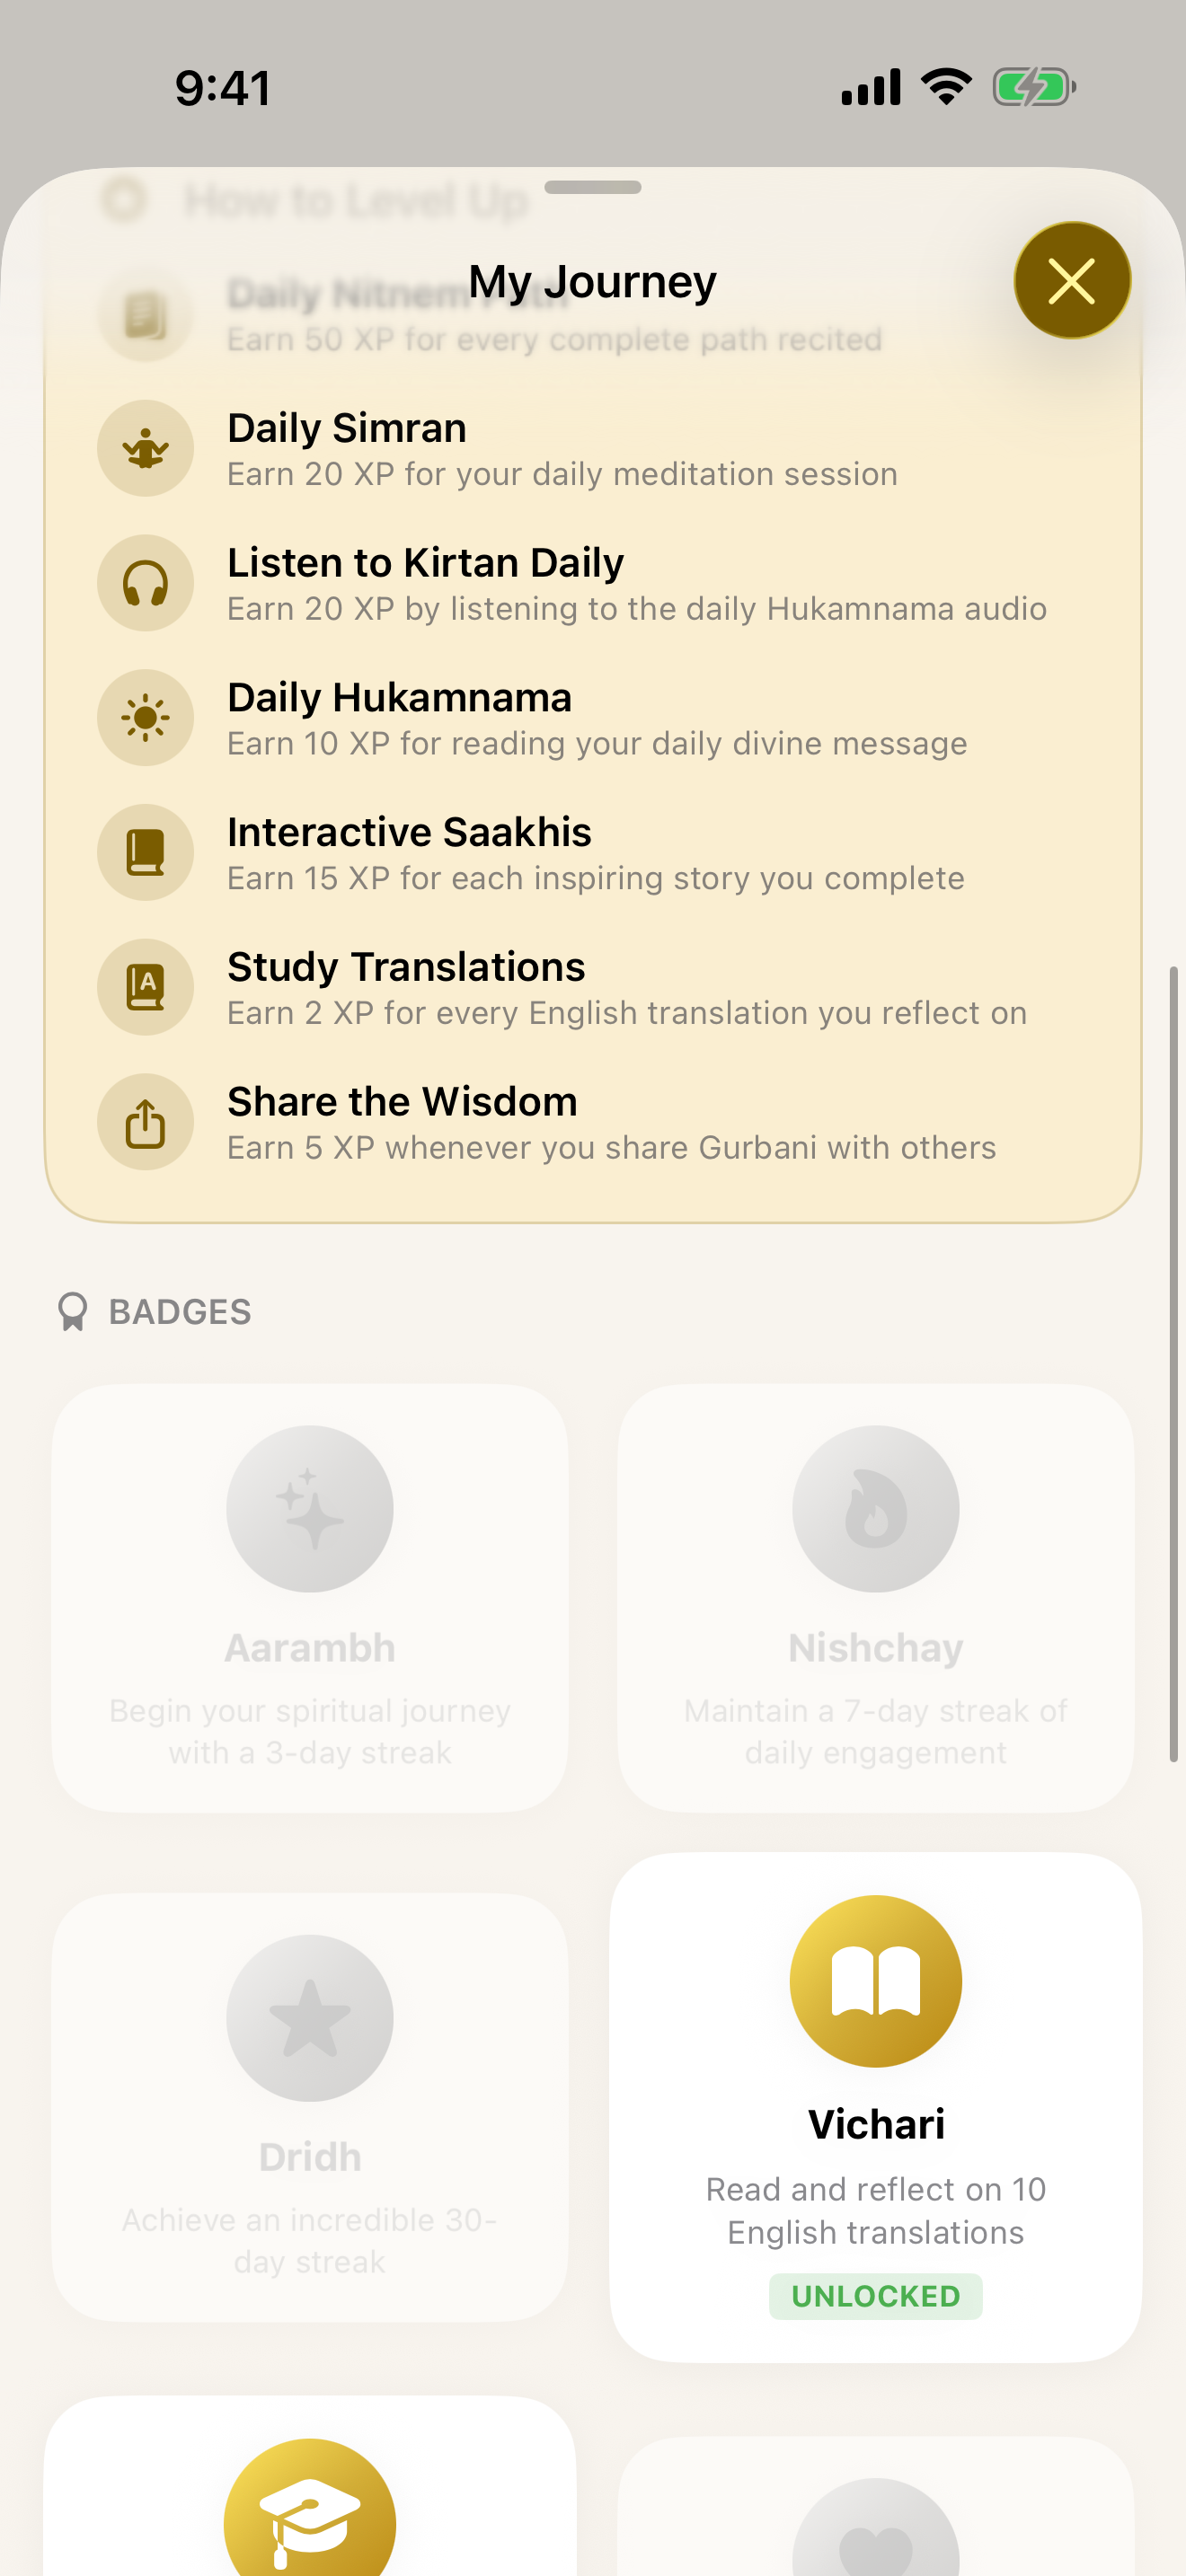 9:41
How to Level Up
My Journey
Daily Nitnem Path
Earn 50 XP for every complete path recited
Daily Simran
Earn 20 XP for your daily meditation session
Listen to Kirtan Daily
Earn 20 XP by listening to the daily Hukamnama audio
Daily Hukamnama
Earn 10 XP for reading your daily divine message
Interactive Saakhis
Earn 15 XP for each inspiring story you complete
Study Translations
A
Earn 2 XP for every English translation you reflect on
Share the Wisdom
Earn 5 XP whenever you share Gurbani with others
BADGES
Aarambh
Begin your spiritual journey
with a 3-day streak
Nishchay
Maintain a 7-day streak of
daily engagement
Dridh
Achieve an incredible 30-
day streak
Vichari
Read and reflect on 10
English translations
UNLOCKED